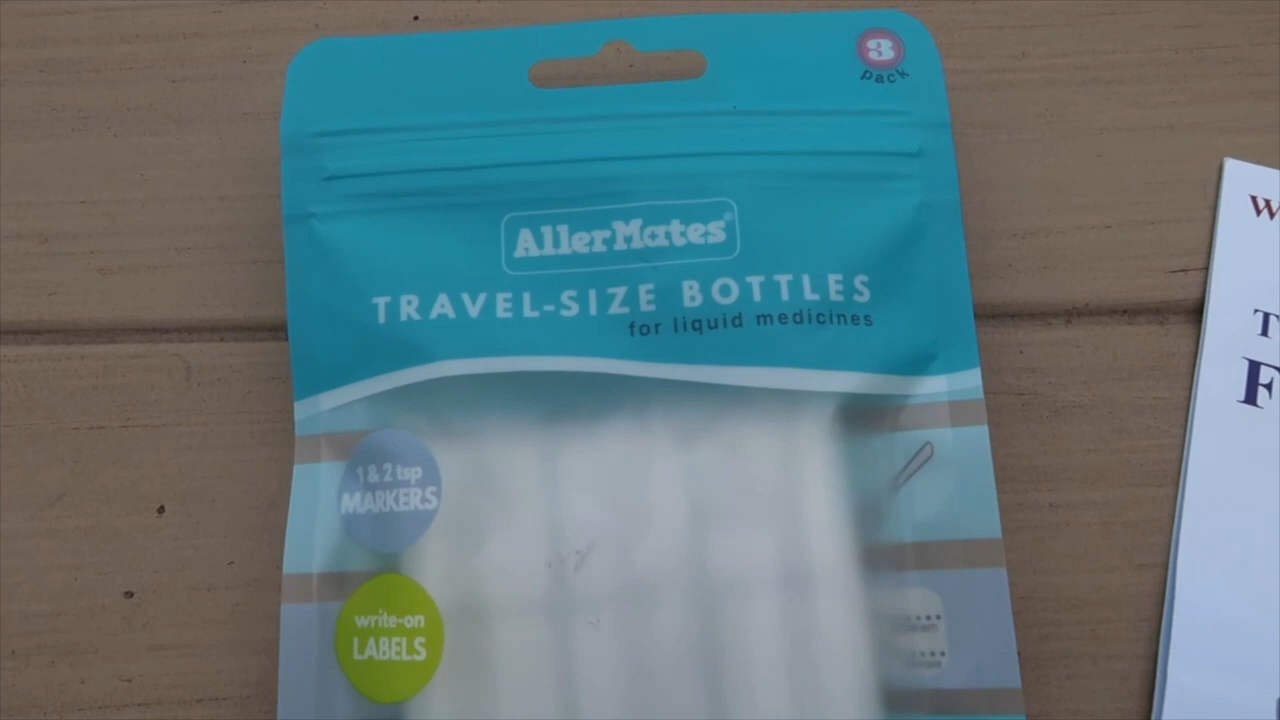 3
pack
AllerMates®
TRAVEL-SIZE BOTTLES
for liquid medicines
1 & 2 tsp
MARKERS
write-on
LABELS
W
T
F